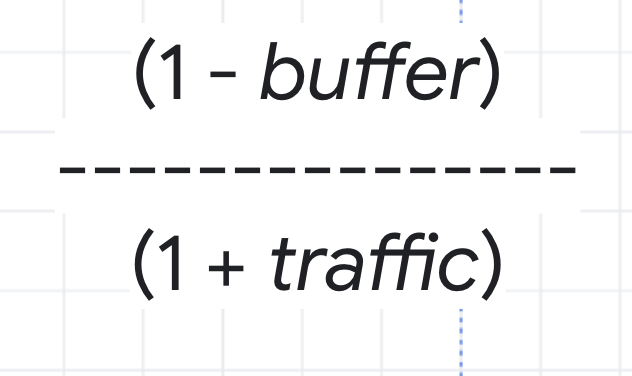 (1 - buffer)
---------------
(1 + traffic)